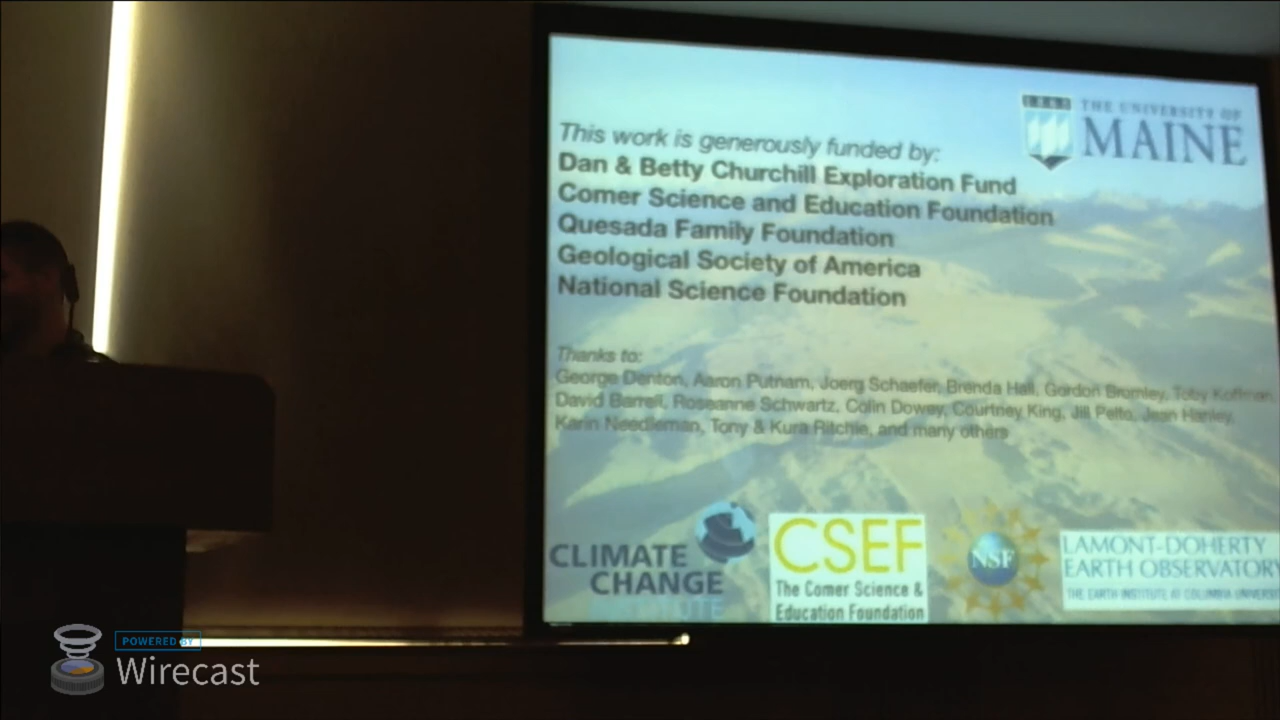 1865
THE UNIVERSITY OF
MAINE
This work is generously funded by:
Dan & Betty Churchill Exploration Fund
Comer Science and Education Foundation
Quesada Family Foundation
Geological Society of America
National Science Foundation
Thanks to:
George Denton, Aaron Putnam, Joerg Schaefer, Brenda Hall, Gordon Bromley, Toby Koffman,
David Barrell, Roseanne Schwartz, Colin Dowey, Courtney King, Jill Pelto, Jean Hanley,
Karin Needleman, Tony & Kura Ritchie, and many others
CLIMATE
CHANGE
INSTITUTE
CSEF
The Comer Science &
Education Foundation
NSF
LAMONT-DOHERTY
EARTH OBSERVATORY
THE EARTH INSTITUTE AT COLUMBIA UNIVERSI
POWERED BY
Wirecast